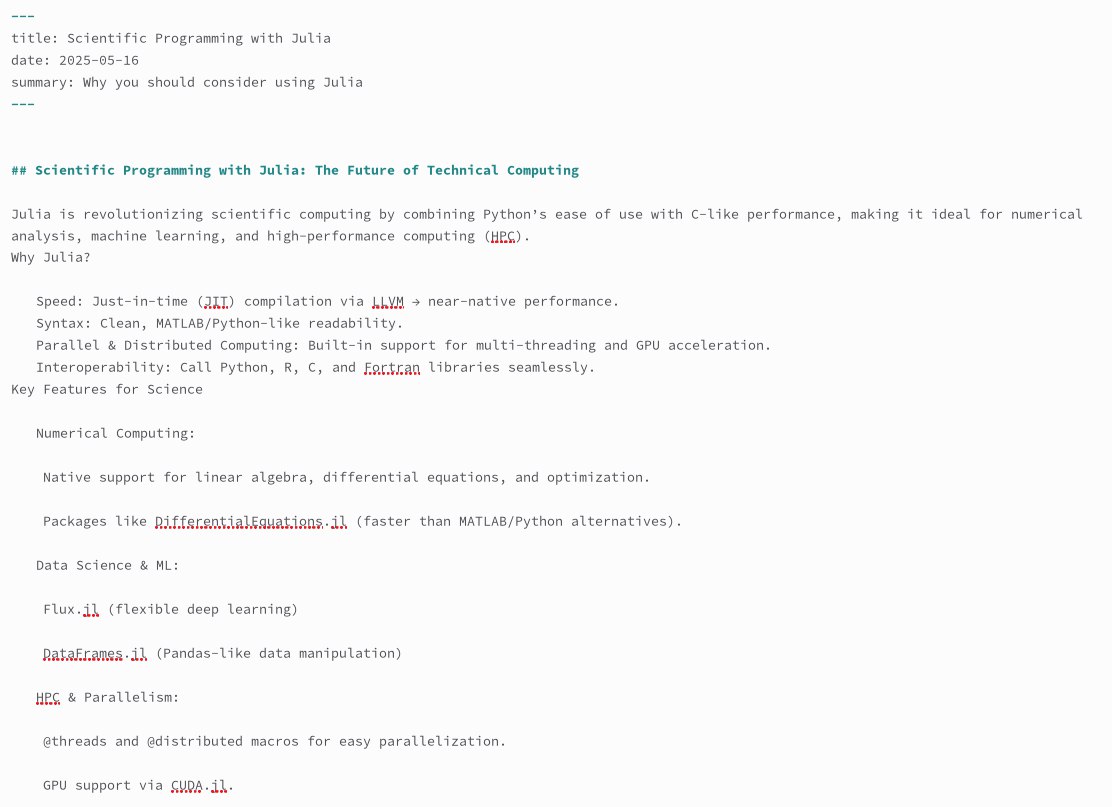 ---
title: Scientific Programming with Julia
date: 2025-05-16
summary: Why you should consider using Julia
---
## Scientific Programming with Julia: The Future of Technical Computing
Julia is revolutionizing scientific computing by combining Python’s ease of use with C-like performance, making it ideal for numerical
analysis, machine learning, and high-performance computing (HPC).
Why Julia?
Speed: Just-in-time (JIT) compilation via LLVM → near-native performance.
Syntax: Clean, MATLAB/Python-like readability.
Parallel & Distributed Computing: Built-in support for multi-threading and GPU acceleration.
Interoperability: Call Python, R, C, and Fortran libraries seamlessly.
Key Features for Science
Numerical Computing:
Native support for linear algebra, differential equations, and optimization.
Packages like DifferentialEquations.jl (faster than MATLAB/Python alternatives).
Data Science & ML:
Flux.jl (flexible deep learning)
DataFrames.jl (Pandas-like data manipulation)
HPC & Parallelism:
@threads and @distributed macros for easy parallelization.
GPU support via CUDA.jl.